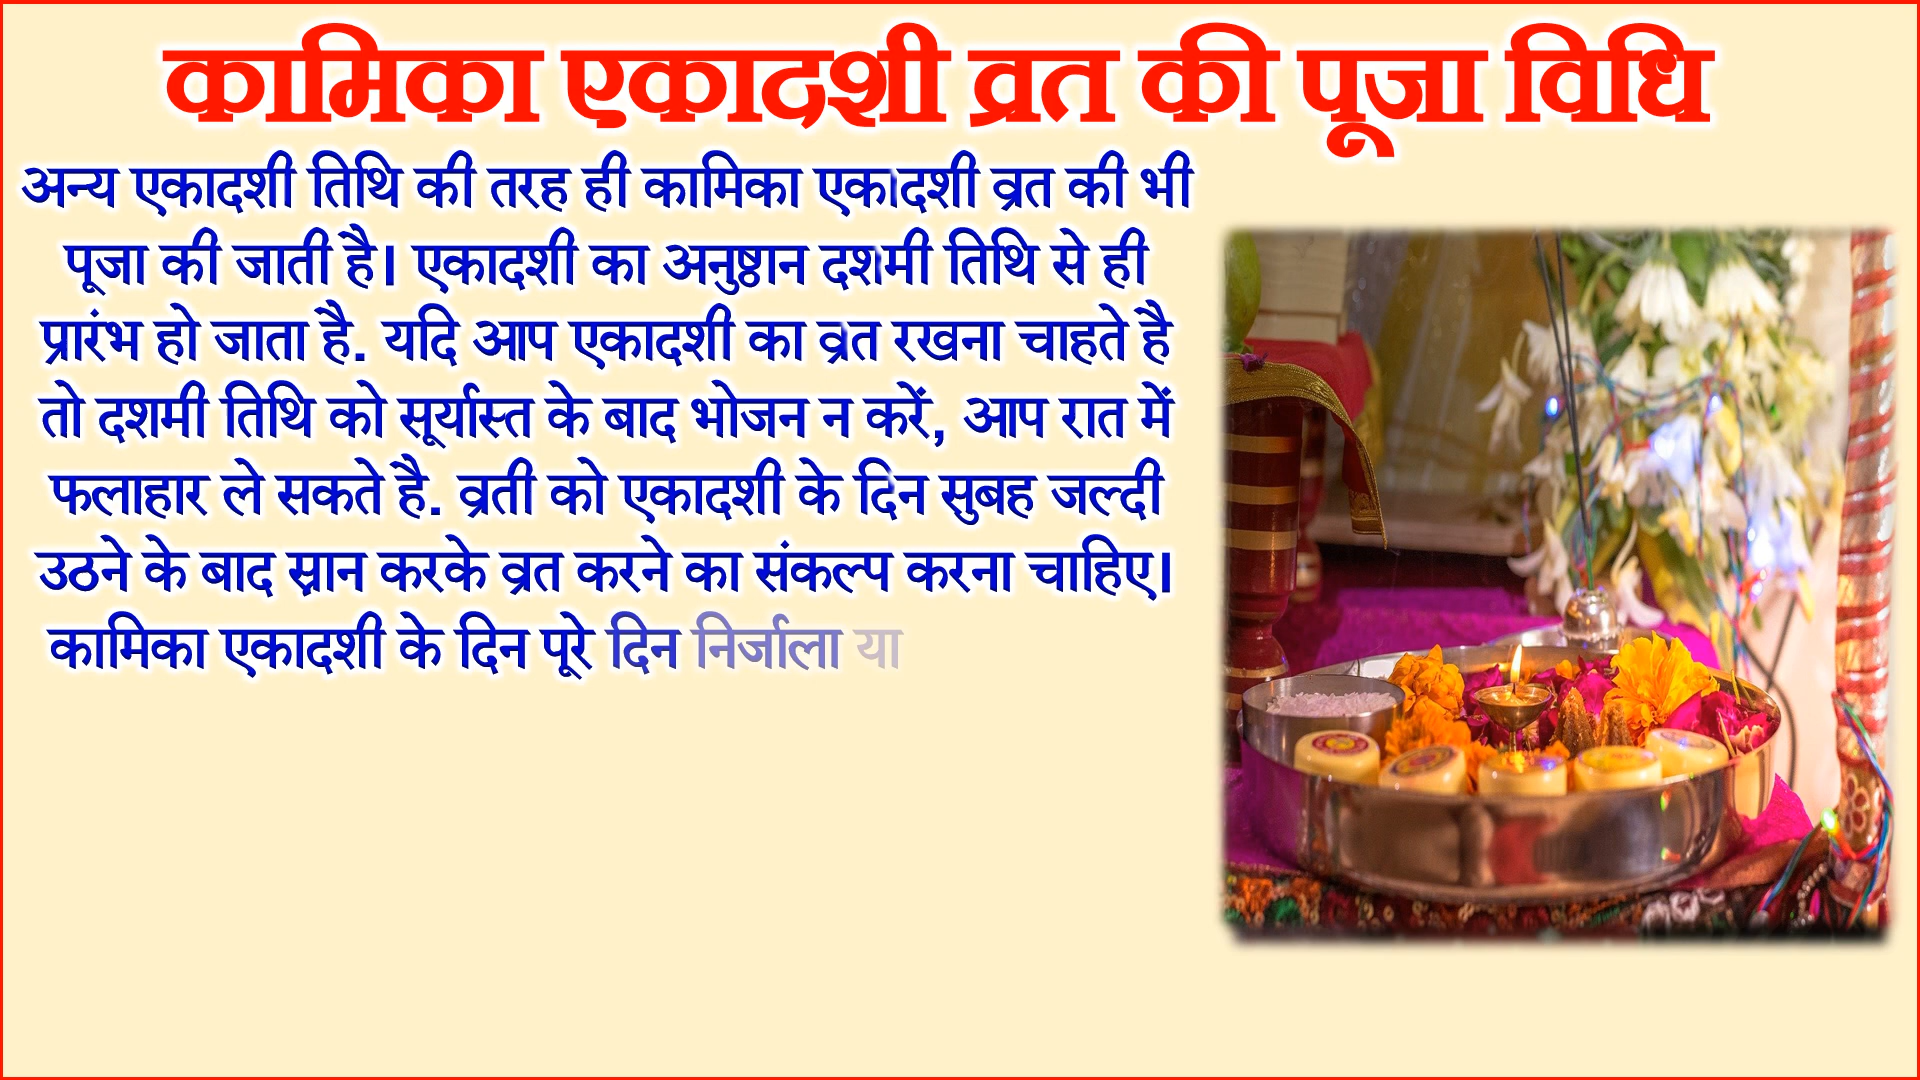 कामिका एकादशी व्रत की पूजा विधि
अन्य एकादशी तिथि की तरह ही कामिका एकादशी व्रत की भी
पूजा की जाती है। एकादशी का अनुष्ठान दशमी तिथि से ही
प्रारंभ हो जाता है. यदि आप एकादशी का व्रत रखना चाहते है
तो दशमी तिथि को सूर्यास्त के बाद भोजन न करें, आप रात में
फलाहार ले सकते है. व्रती को एकादशी के दिन सुबह जल्दी
उठने के बाद स्नान करके व्रत करने का संकल्प करना चाहिए।
कामिका एकादशी के दिन पूरे दिन निर्जाला या